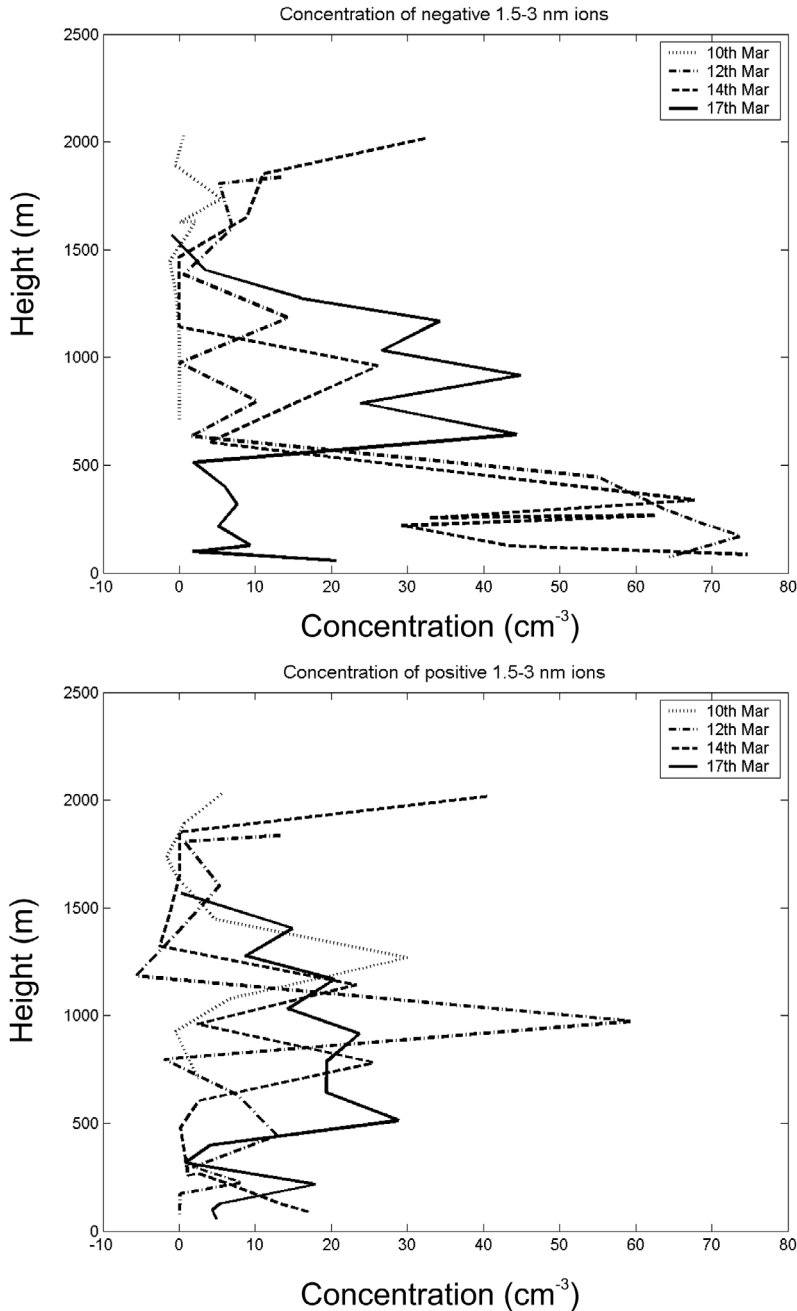 Concentration of negative 1.5-3 nm ions
10th Mar
12th Mar
14th Mar
17th Mar
Height (m)
2500
2000
1500
1000
500
0
-10 0 10 20 30 40 50 60 70 80
Concentration (cm⁻³)
Concentration of positive 1.5-3 nm ions
10th Mar
12th Mar
14th Mar
17th Mar
Height (m)
2500
2000
1500
1000
500
0
-10 0 10 20 30 40 50 60 70 80
Concentration (cm⁻³)